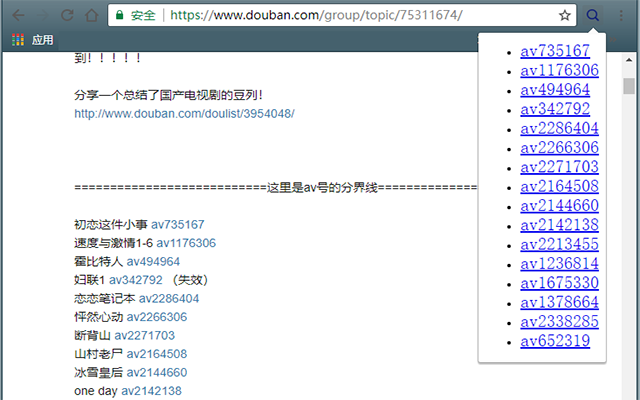 安全 | https://www.douban.com/group/topic/75311674/
应用
到！！！！！
分享一个总结了国产电视剧的豆列！
http://www.douban.com/doulist/3954048/
===========================这里是av号的分界线==============
初恋这件小事 av735167
速度与激情1-6 av1176306
霍比特人 av494964
妇联1 av342792 （失效）
恋恋笔记本 av2286404
怦然心动 av2266306
断背山 av2271703
山村老尸 av2164508
冰雪皇后 av2144660
one day av2142138
av735167
av1176306
av494964
av342792
av2286404
av2266306
av2271703
av2164508
av2144660
av2142138
av2213455
av1236814
av1675330
av1378664
av2338285
av652319